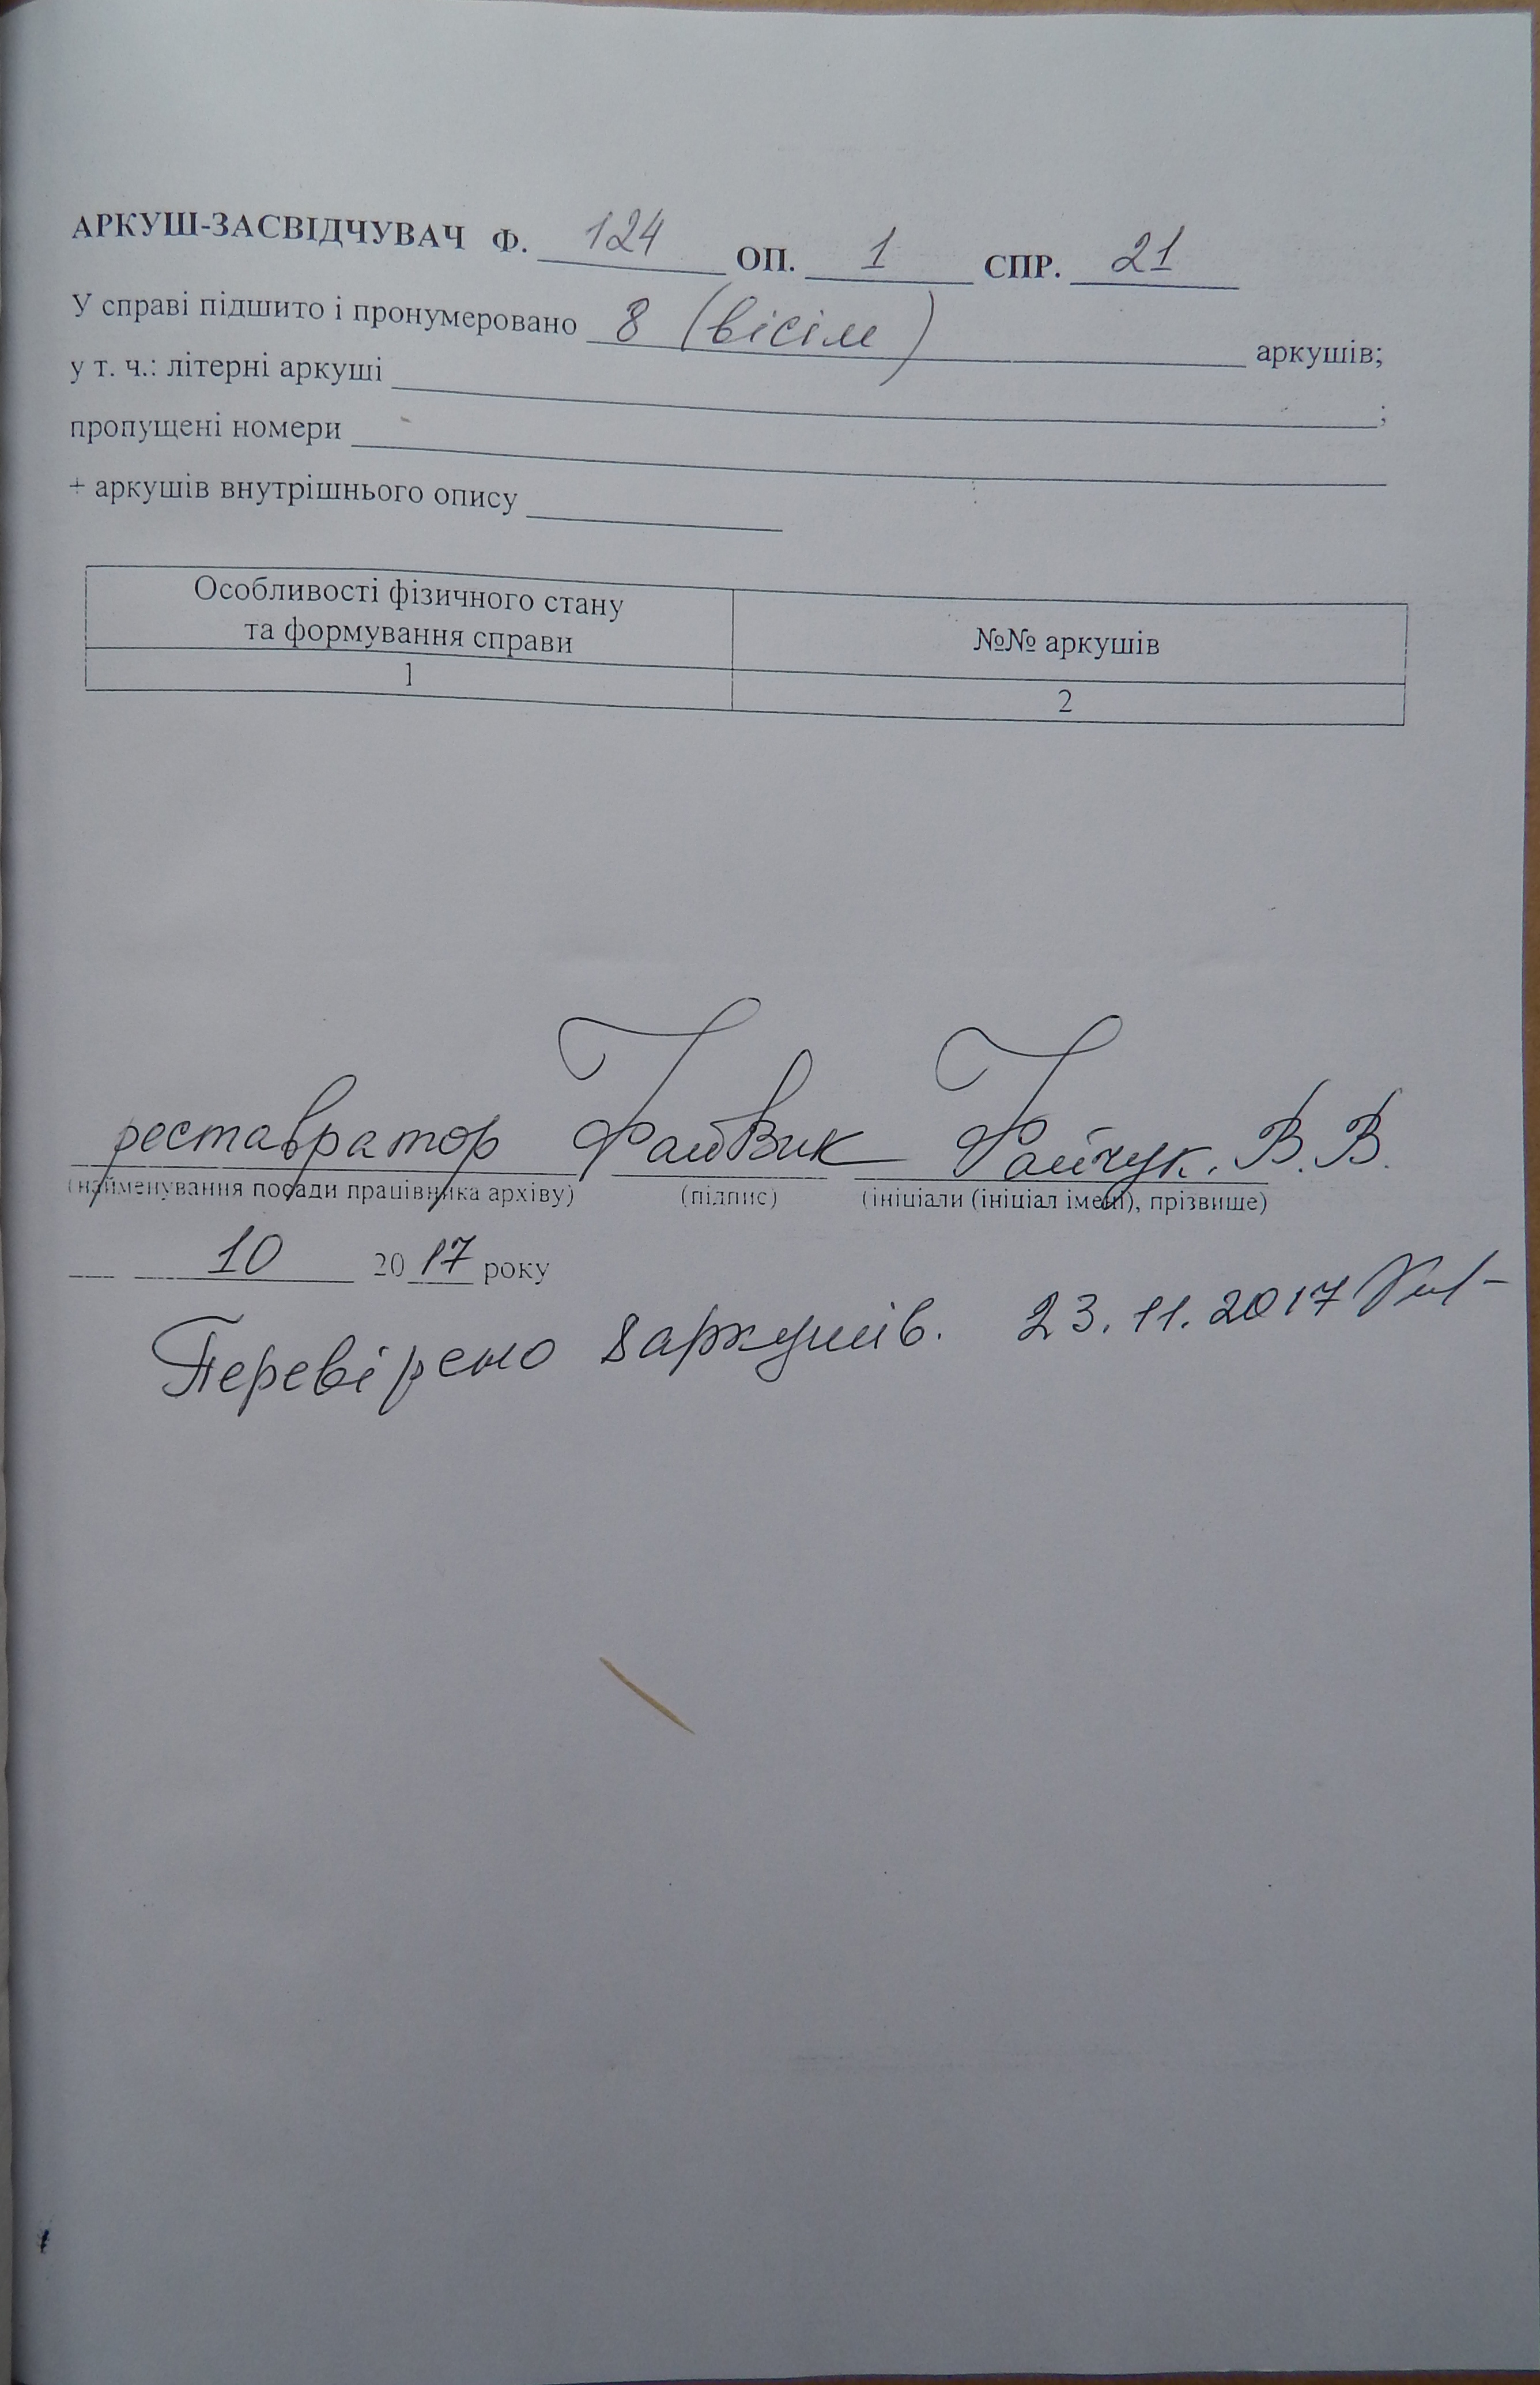 АРКУШ-ЗАСВІДЧУВАЧ Ф. 124 ОП. 1 СПР. 21
У справі підшито і пронумеровано 8 (вісім) аркушів;
у т. ч.: літерні аркуші ;
пропущені номери
+ аркушів внутрішнього опису
Особливості фізичного стану
та формування справи
№№ аркушів
1
2
реставратор Файчук. В.В.
(найменування посади працівника архіву) (підпис) (ініціали (ініціал імені), прізвище)
10 2017 року
Перевірено 8 аркушів. 23.11.2017